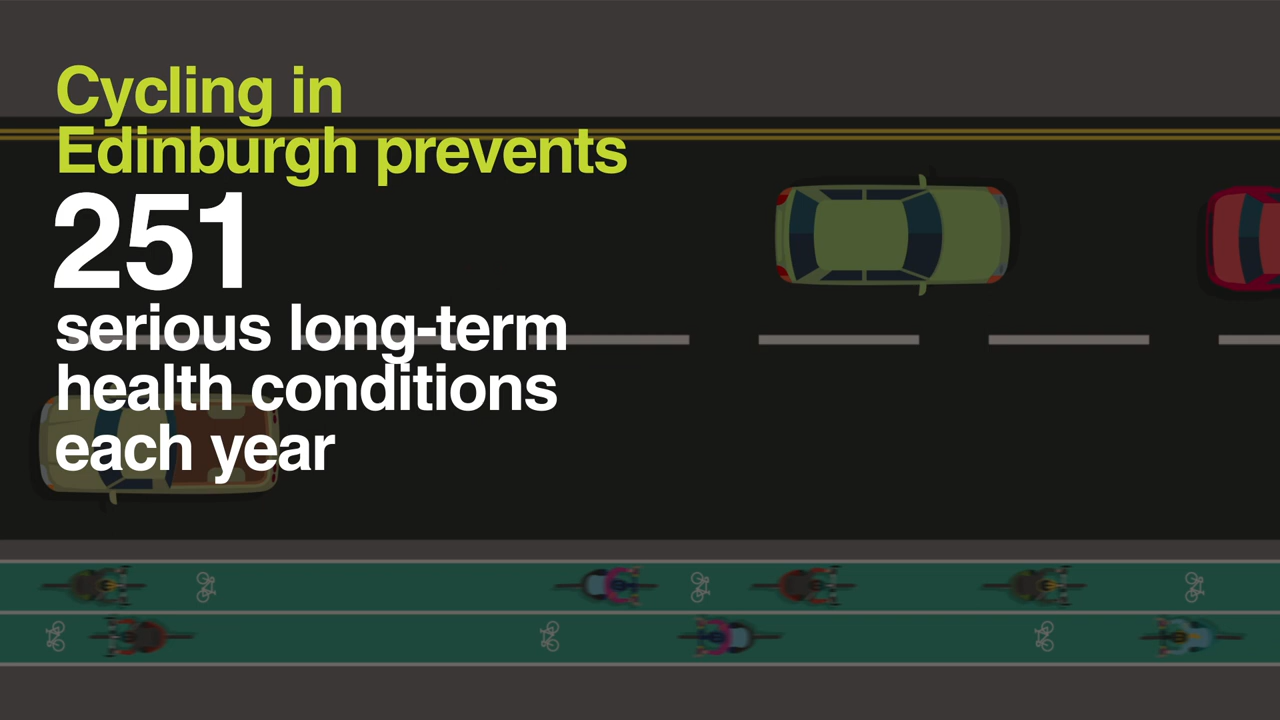 Cycling in
Edinburgh prevents
251
serious long-term
health conditions
each year